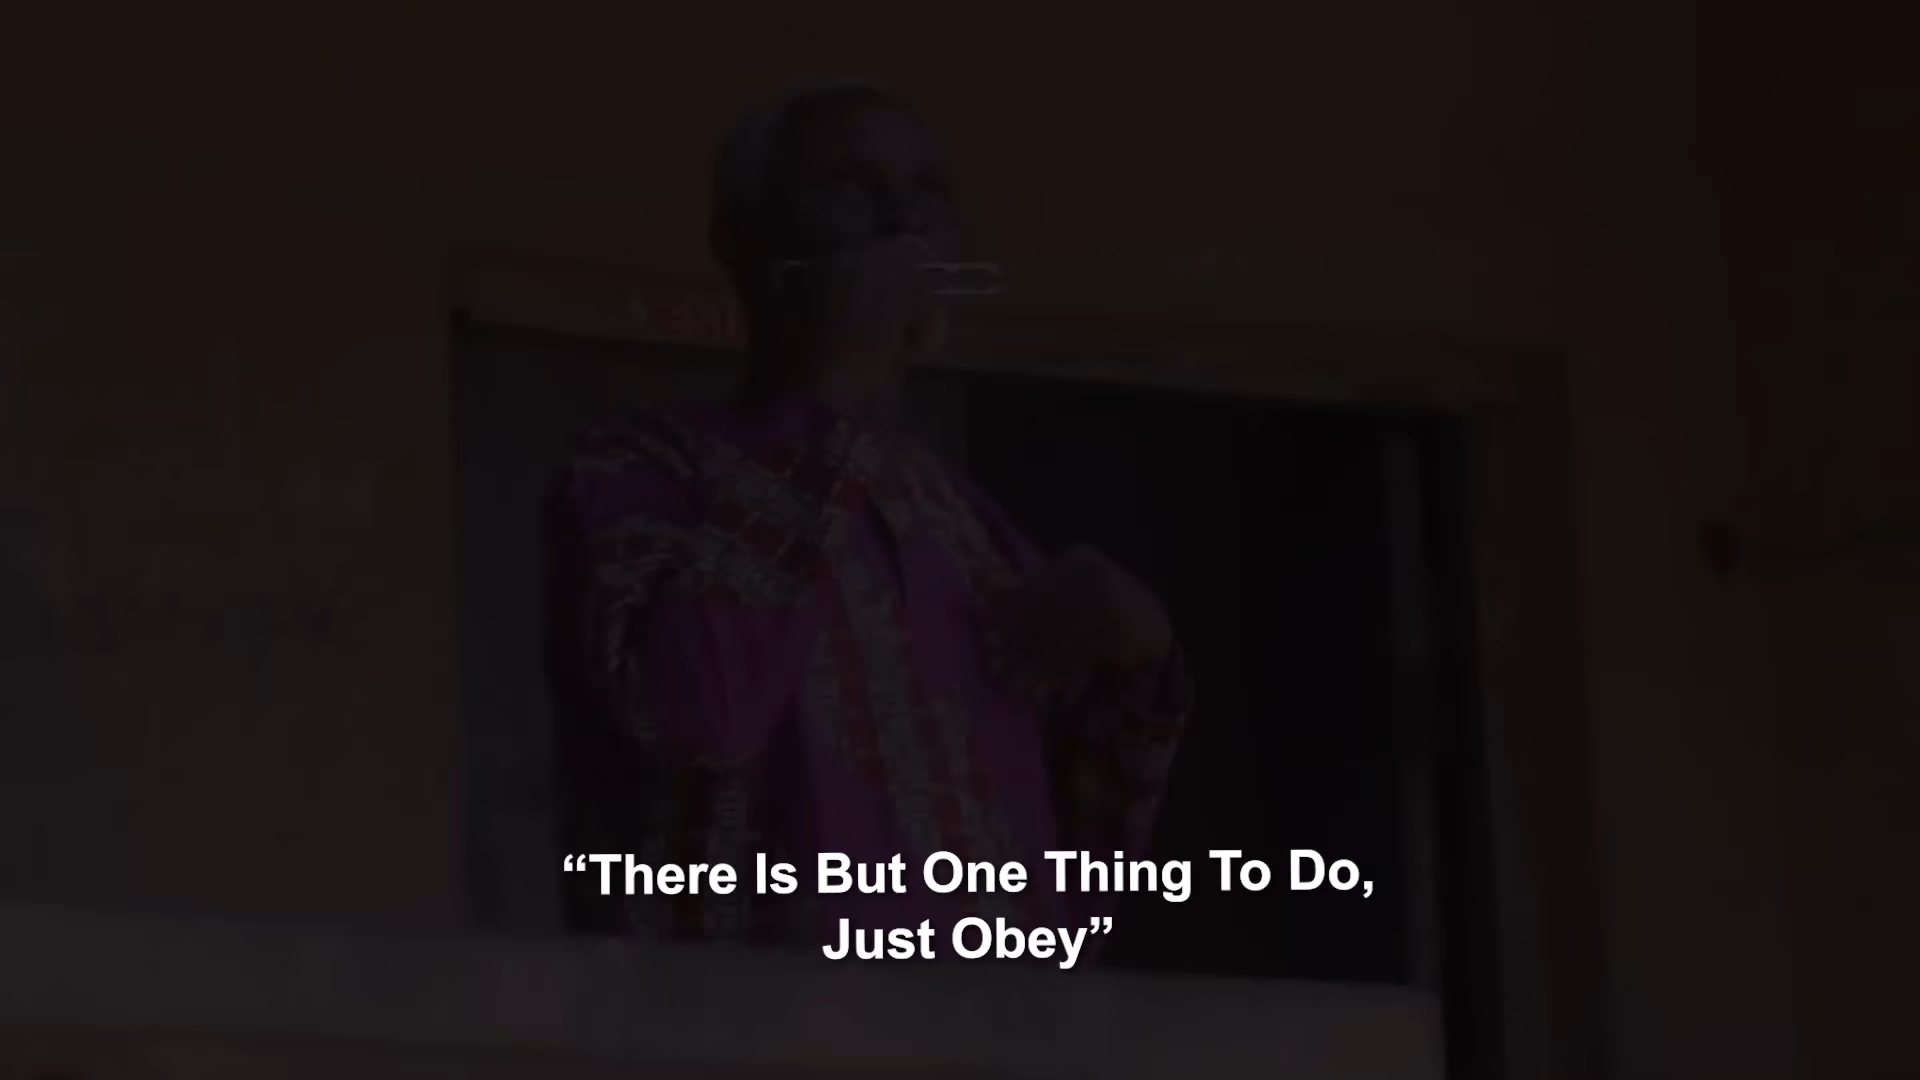 “There Is But One Thing To Do,
Just Obey”